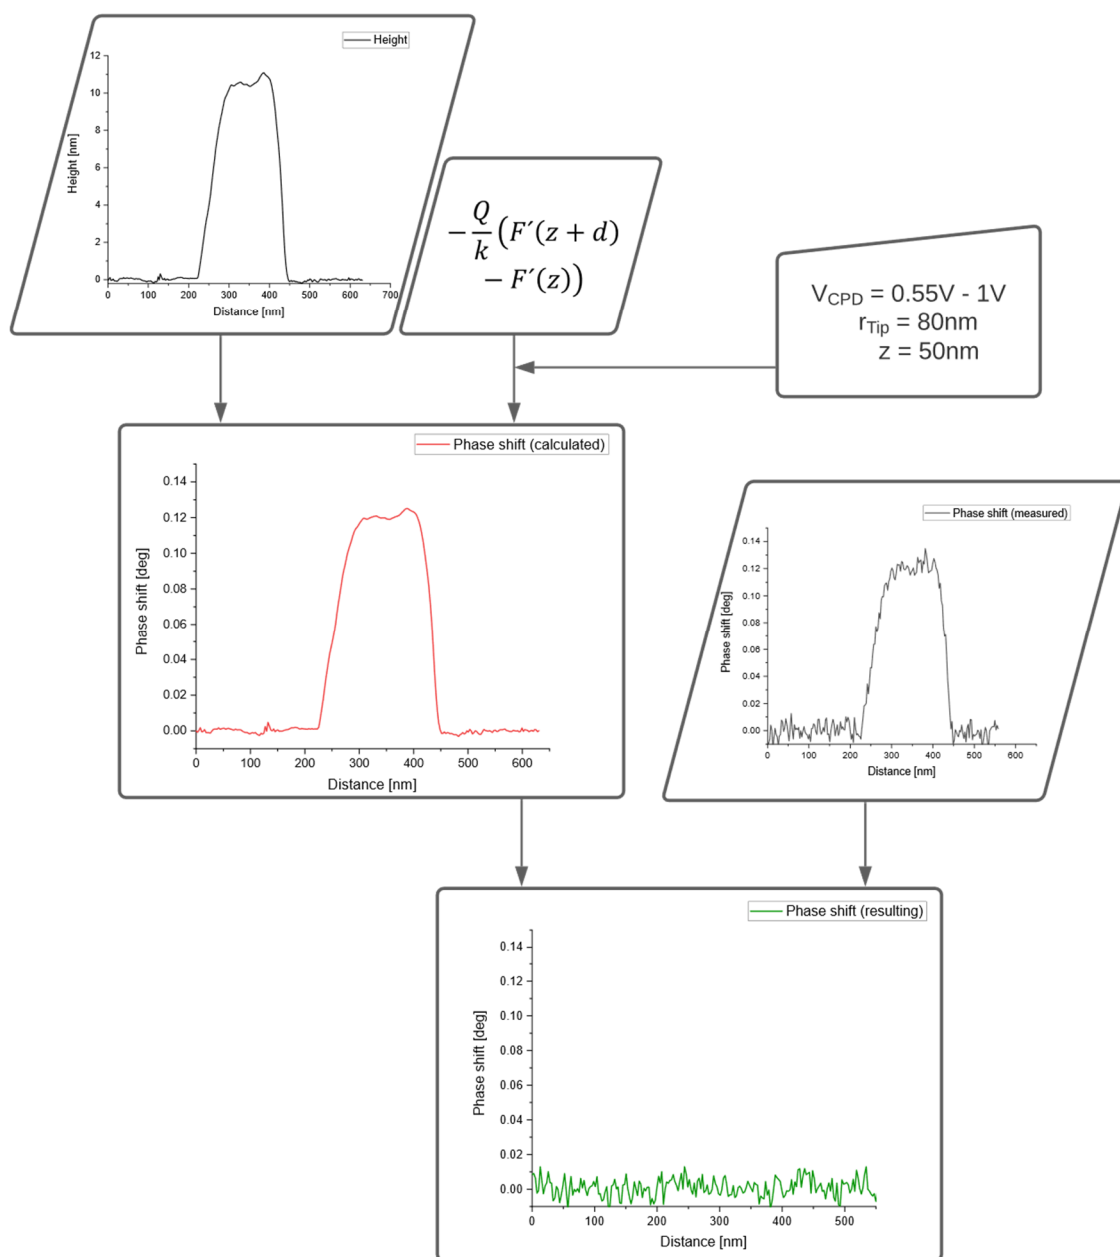 Height
12
10
8
6
4
2
0
Height [nm]
0 100 200 300 400 500 600 700
Distance [nm]
− Q/k (F´(z + d)
− F´(z))
V_CPD = 0.55V - 1V
r_Tip = 80nm
z = 50nm
Phase shift (calculated)
0.14
0.12
0.10
0.08
0.06
0.04
0.02
0.00
Phase shift [deg]
0 100 200 300 400 500 600
Distance [nm]
Phase shift (measured)
0.14
0.12
0.10
0.08
0.06
0.04
0.02
0.00
Phase shift [deg]
0 100 200 300 400 500 600
Distance [nm]
Phase shift (resulting)
0.14
0.12
0.10
0.08
0.06
0.04
0.02
0.00
Phase shift [deg]
0 100 200 300 400 500
Distance [nm]